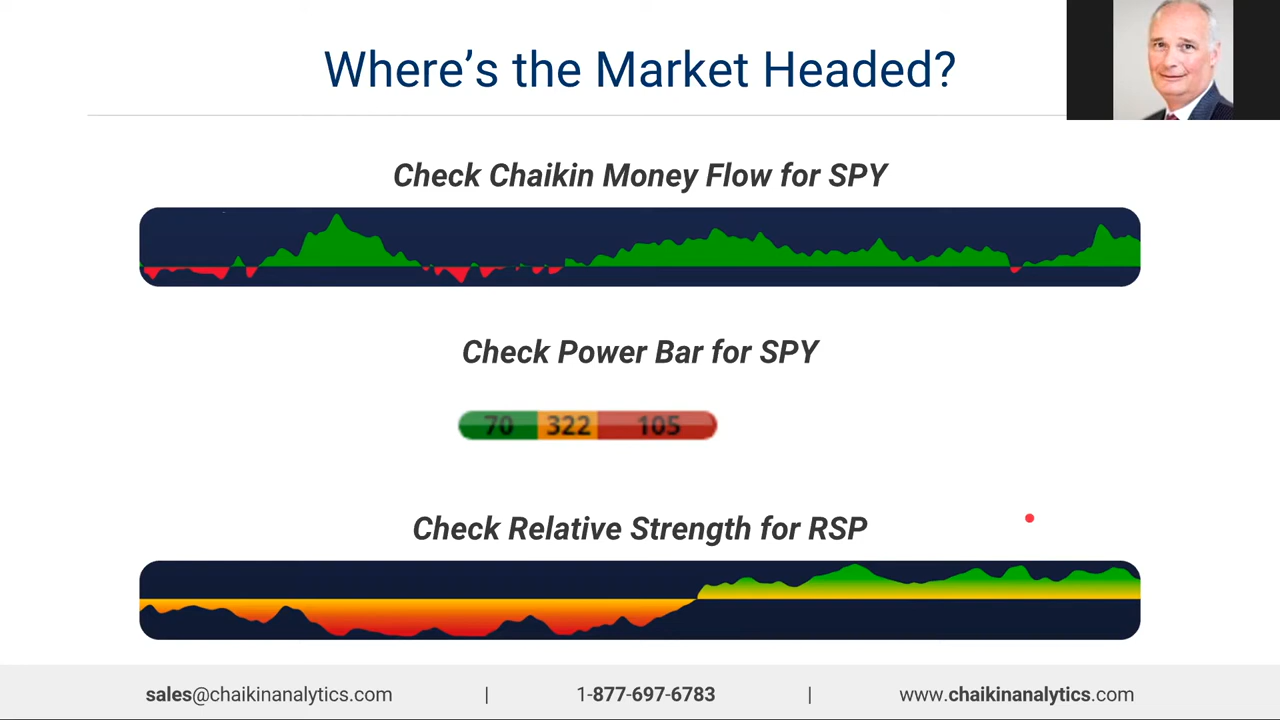 Where’s the Market Headed?
Check Chaikin Money Flow for SPY
Check Power Bar for SPY
70 322 105
Check Relative Strength for RSP
sales@chaikinanalytics.com | 1-877-697-6783 | www.chaikinanalytics.com